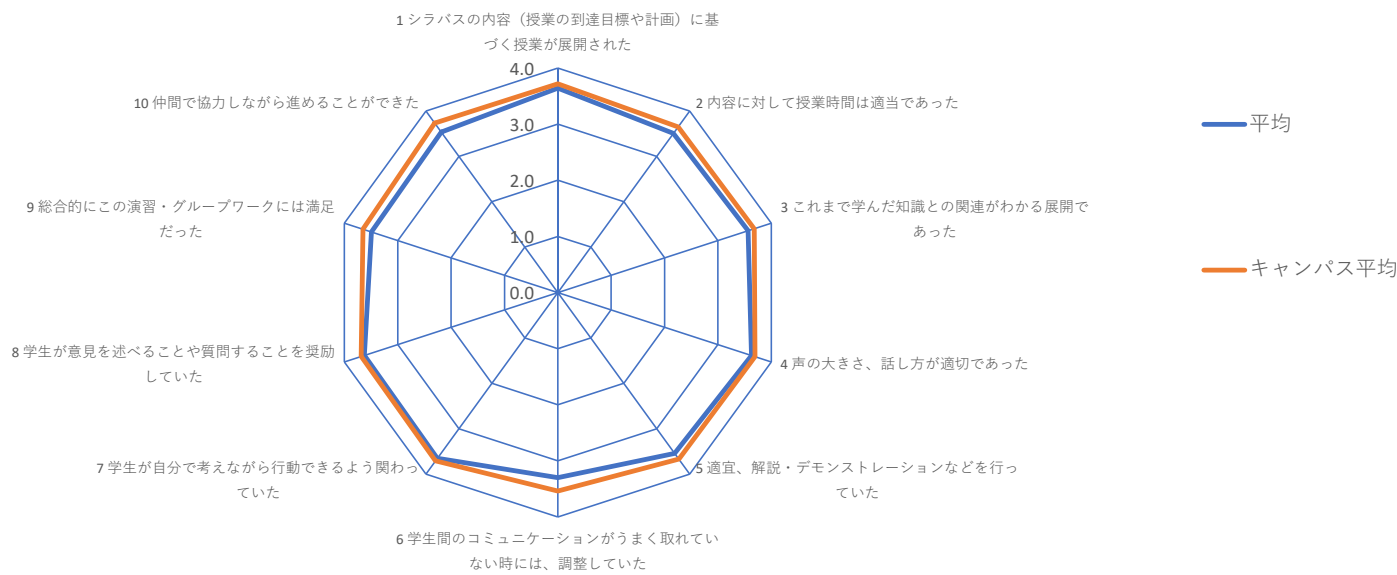 1 シラバスの内容（授業の到達目標や計画）に基
づく授業が展開された
2 内容に対して授業時間は適当であった
3 これまで学んだ知識との関連がわかる展開で
あった
4 声の大きさ、話し方が適切であった
5 適宜、解説・デモンストレーションなどを行っ
ていた
6 学生間のコミュニケーションがうまく取れてい
ない時には、調整していた
7 学生が自分で考えながら行動できるよう関わっ
ていた
8 学生が意見を述べることや質問することを奨励
していた
9 総合的にこの演習・グループワークには満足
だった
10 仲間で協力しながら進めることができた
4.0
3.0
2.0
1.0
0.0
平均
キャンパス平均